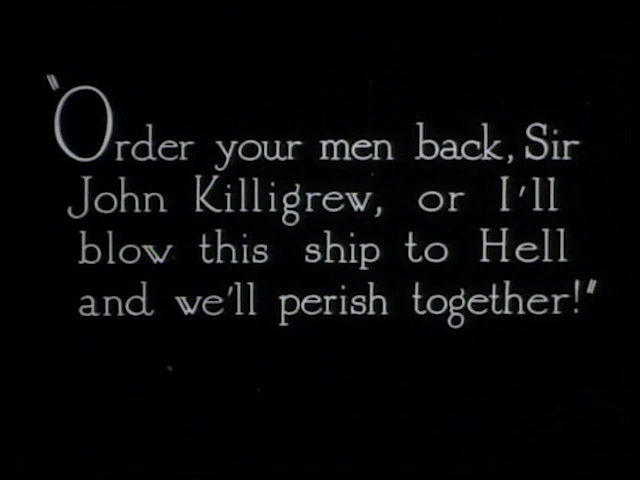 "Order your men back, Sir
John Killigrew, or I'll
blow this ship to Hell
and we'll perish together!"